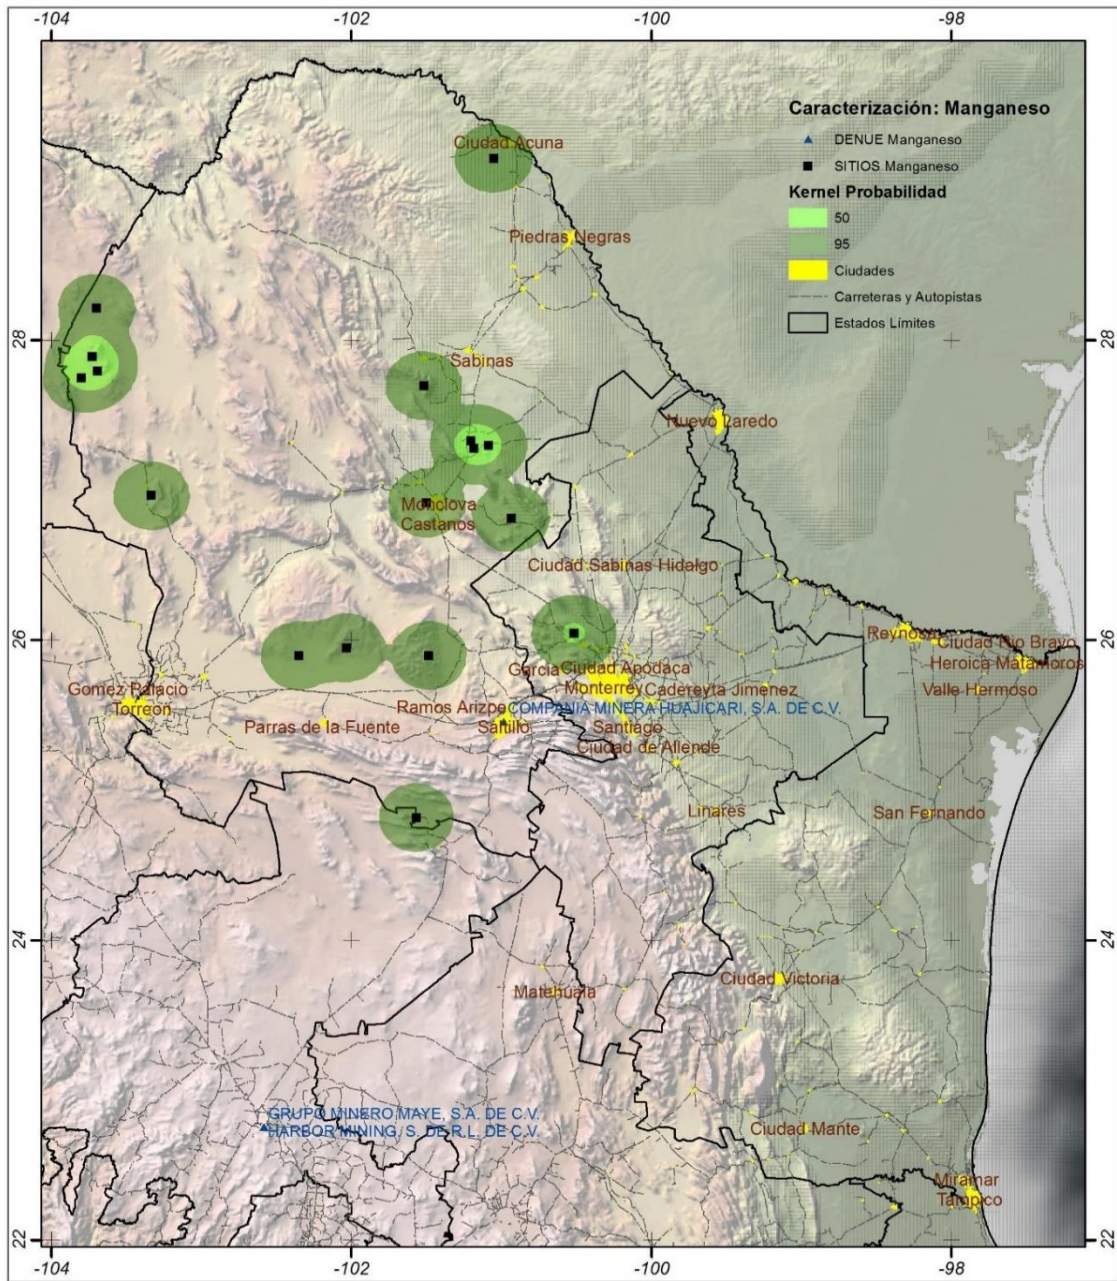 -104
-102
-100
-98
Caracterización: Manganeso
DENUE Manganeso
SITIOS Manganeso
Kernel Probabilidad
50
95
Ciudades
Carreteras y Autopistas
Estados Límites
Ciudad Acuna
Piedras Negras
28
28
Sabinas
Nuevo Laredo
Monclova
Castanos
Ciudad Sabinas Hidalgo
26
26
Reynosa
Ciudad Rio Bravo
Heroica Matamoros
Garcia
Ciudad Apodaca
Monterrey
Cadereyta Jimenez
Valle Hermoso
Gomez Palacio
Torreon
Ramos Arizpe
COMPANIA MINERA HUAJICARI, S.A. DE C.V.
Parras de la Fuente
Saltillo
Santiago
Ciudad de Allende
Linares
San Fernando
24
24
Matehuala
Ciudad Victoria
GRUPO MINERO MAYE, S.A. DE C.V.
HARBOR MINING, S. DE R.L. DE C.V.
Ciudad Mante
Miramar
Tampico
22
22
-104
-102
-100
-98